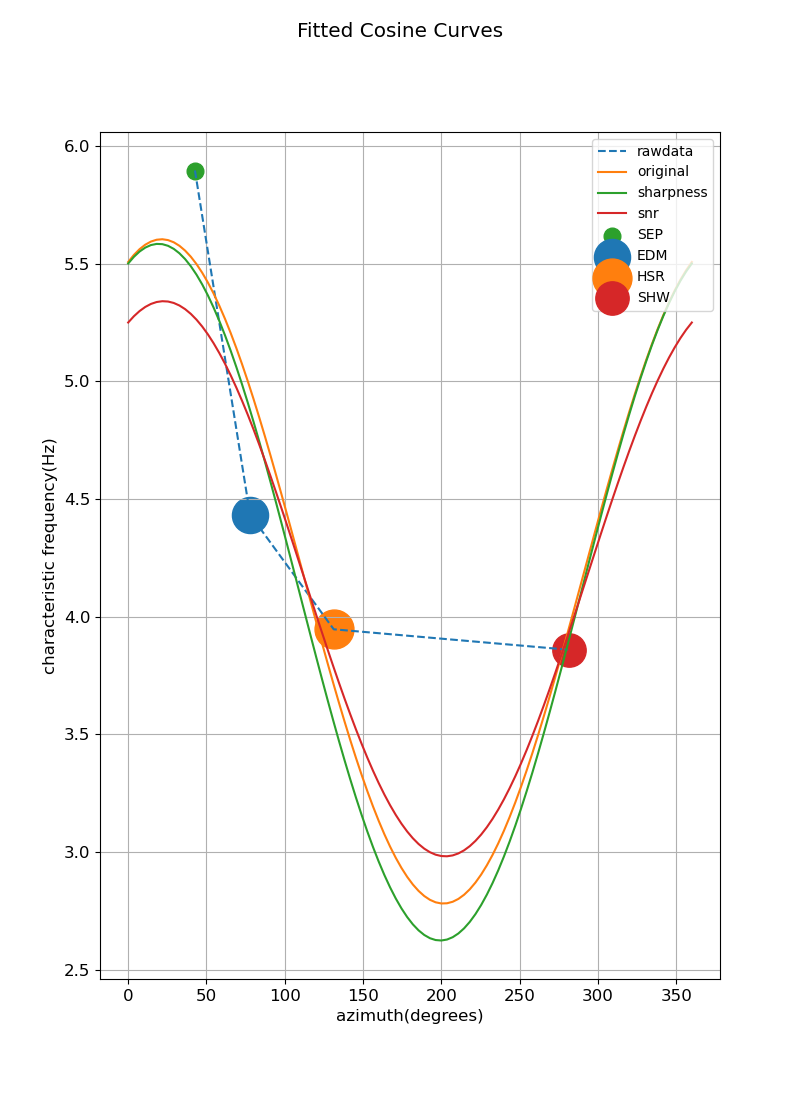 Fitted Cosine Curves
6.0
5.5
5.0
4.5
4.0
3.5
3.0
2.5
characteristic frequency(Hz)
rawdata
original
sharpness
snr
SEP
EDM
HSR
SHW
0 50 100 150 200 250 300 350
azimuth(degrees)